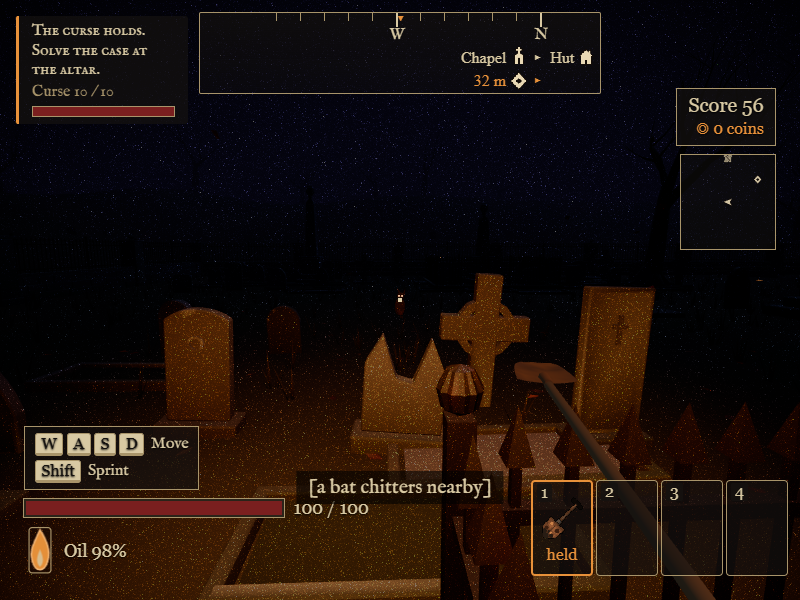 The curse holds.
Solve the case at
the altar.
Curse 10 / 10
W N
Chapel Hut
32 m
Score 56
0 coins
N
W A S D Move
Shift Sprint
[a bat chitters nearby]
100 / 100
Oil 98%
1 2 3 4
held